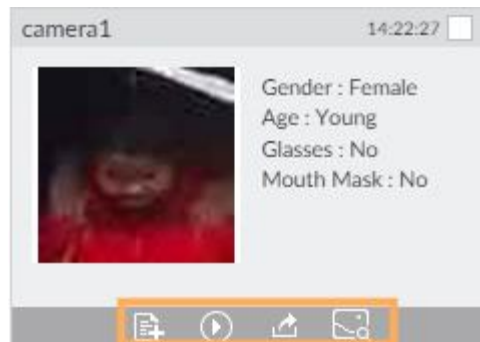 camera1 14:22:27
Gender : Female
Age : Young
Glasses : No
Mouth Mask : No